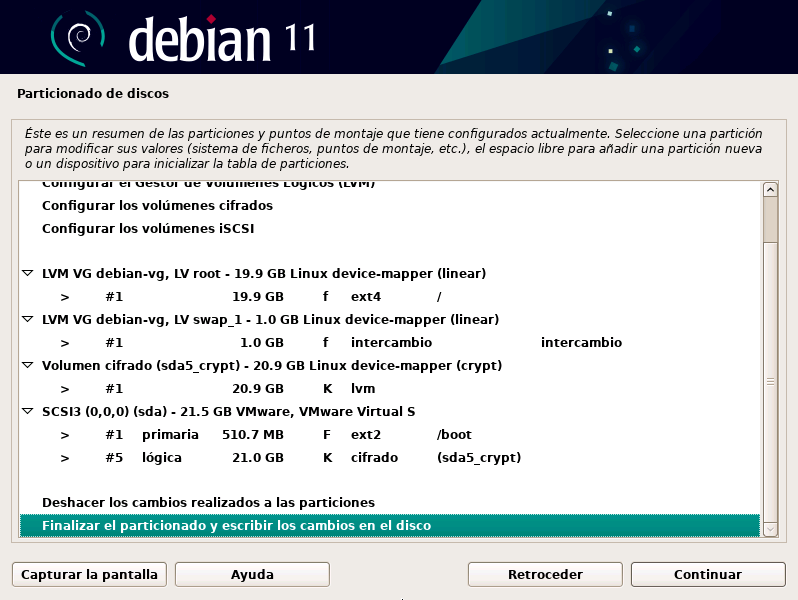 debian 11
Particionado de discos
Éste es un resumen de las particiones y puntos de montaje que tiene configurados actualmente. Seleccione una partición
para modificar sus valores (sistema de ficheros, puntos de montaje, etc.), el espacio libre para añadir una partición nueva
o un dispositivo para inicializar la tabla de particiones.
Configurar el Gestor de Volúmenes Lógicos (LVM)
Configurar los volúmenes cifrados
Configurar los volúmenes iSCSI
LVM VG debian-vg, LV root - 19.9 GB Linux device-mapper (linear)
> #1 19.9 GB f ext4 /
LVM VG debian-vg, LV swap_1 - 1.0 GB Linux device-mapper (linear)
> #1 1.0 GB f intercambio intercambio
Volumen cifrado (sda5_crypt) - 20.9 GB Linux device-mapper (crypt)
> #1 20.9 GB K lvm
SCSI3 (0,0,0) (sda) - 21.5 GB VMware, VMware Virtual S
> #1 primaria 510.7 MB F ext2 /boot
> #5 lógica 21.0 GB K cifrado (sda5_crypt)
Deshacer los cambios realizados a las particiones
Finalizar el particionado y escribir los cambios en el disco
Capturar la pantalla Ayuda Retroceder Continuar